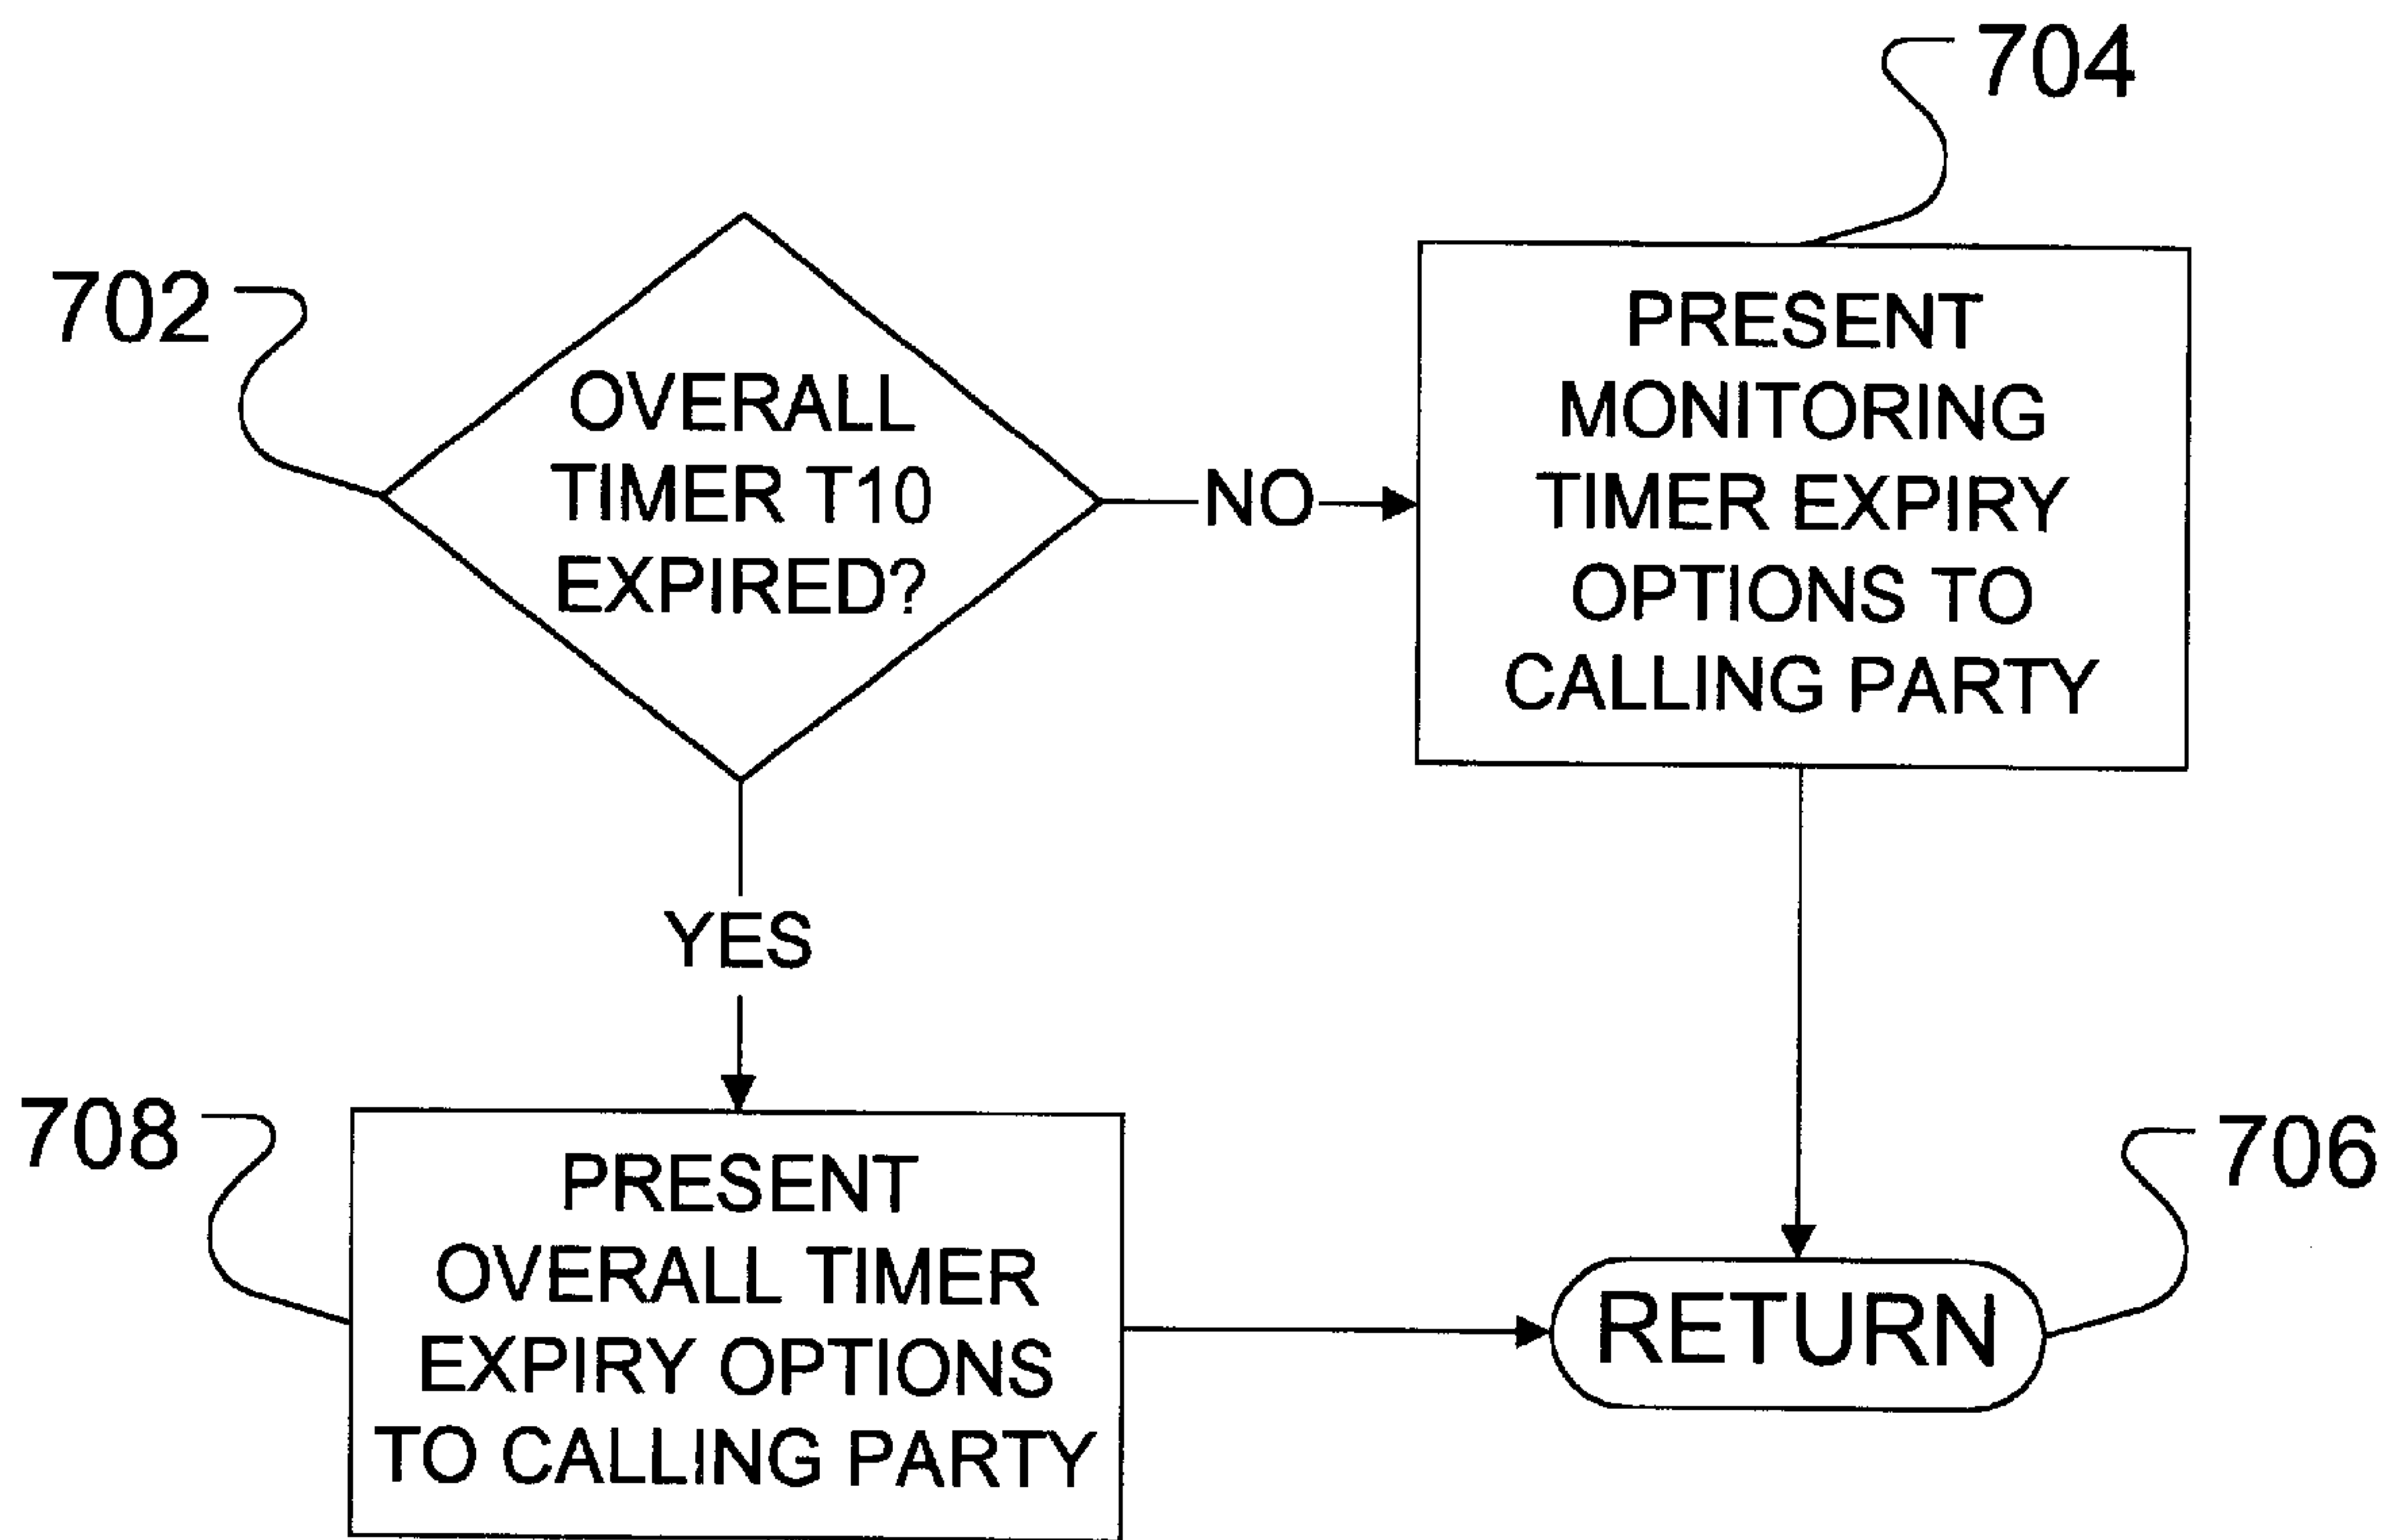 704
702
OVERALL
TIMER T10
EXPIRED?
NO
PRESENT
MONITORING
TIMER EXPIRY
OPTIONS TO
CALLING PARTY
YES
708
PRESENT
OVERALL TIMER
EXPIRY OPTIONS
TO CALLING PARTY
706
RETURN